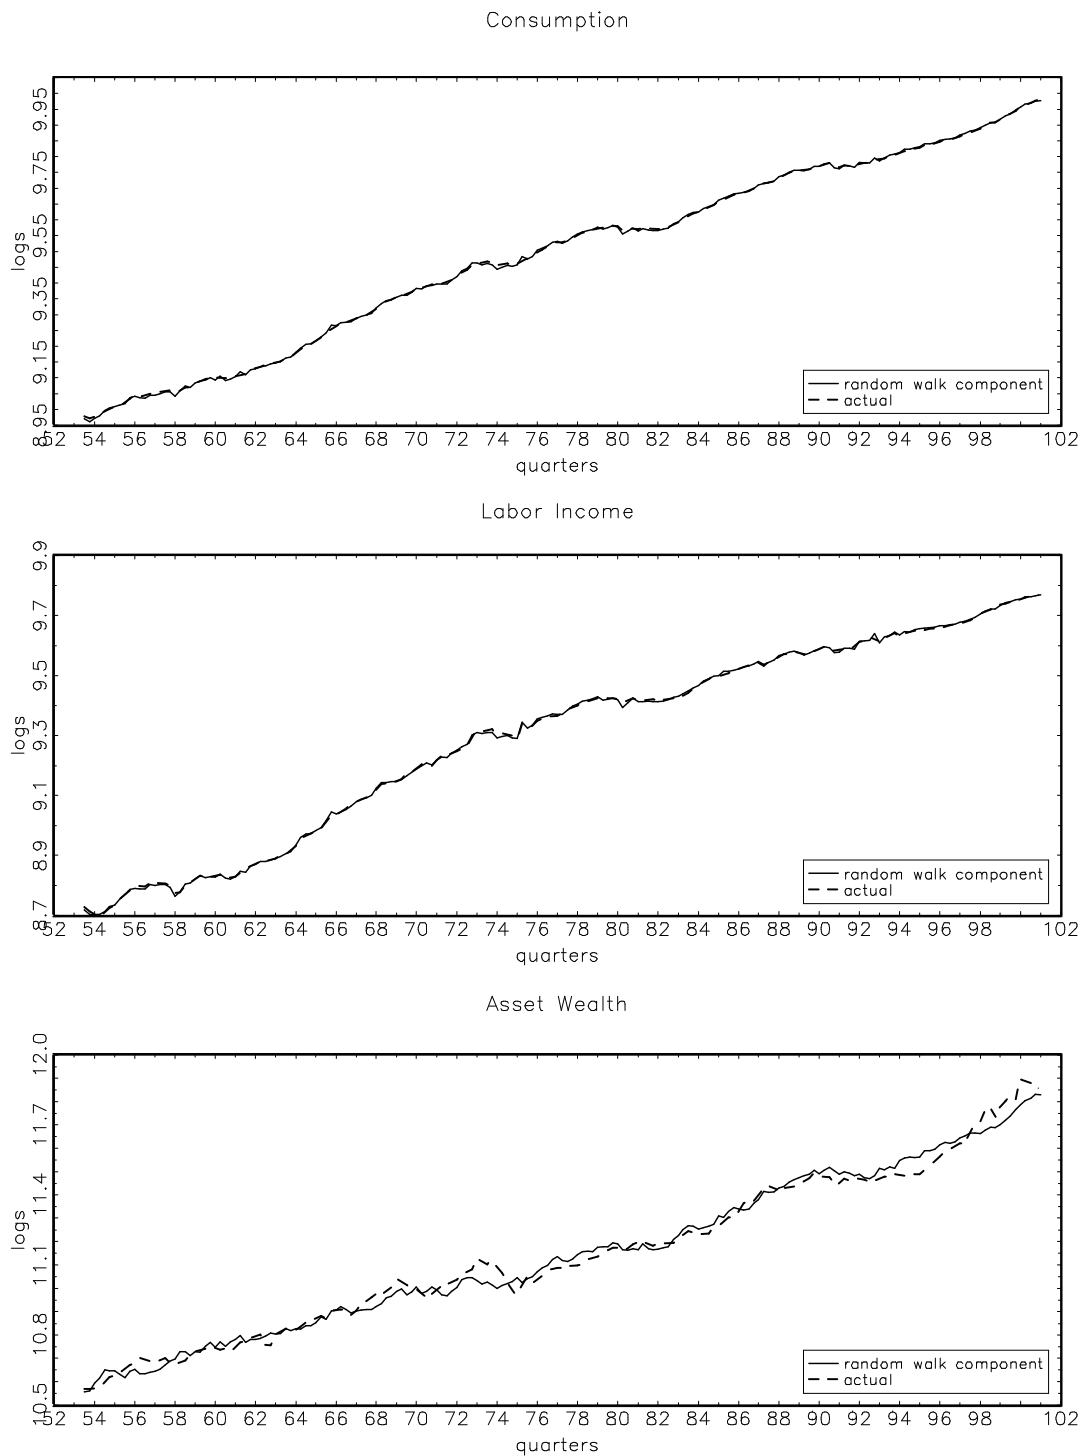 Consumption
logs
9.95
9.75
9.55
9.35
9.15
8.95
52 54 56 58 60 62 64 66 68 70 72 74 76 78 80 82 84 86 88 90 92 94 96 98 102
quarters
random walk component
actual
Labor Income
logs
9.9
9.7
9.5
9.3
9.1
8.9
8.7
52 54 56 58 60 62 64 66 68 70 72 74 76 78 80 82 84 86 88 90 92 94 96 98 102
quarters
random walk component
actual
Asset Wealth
logs
12.0
11.7
11.4
11.1
10.8
10.5
52 54 56 58 60 62 64 66 68 70 72 74 76 78 80 82 84 86 88 90 92 94 96 98 102
quarters
random walk component
actual